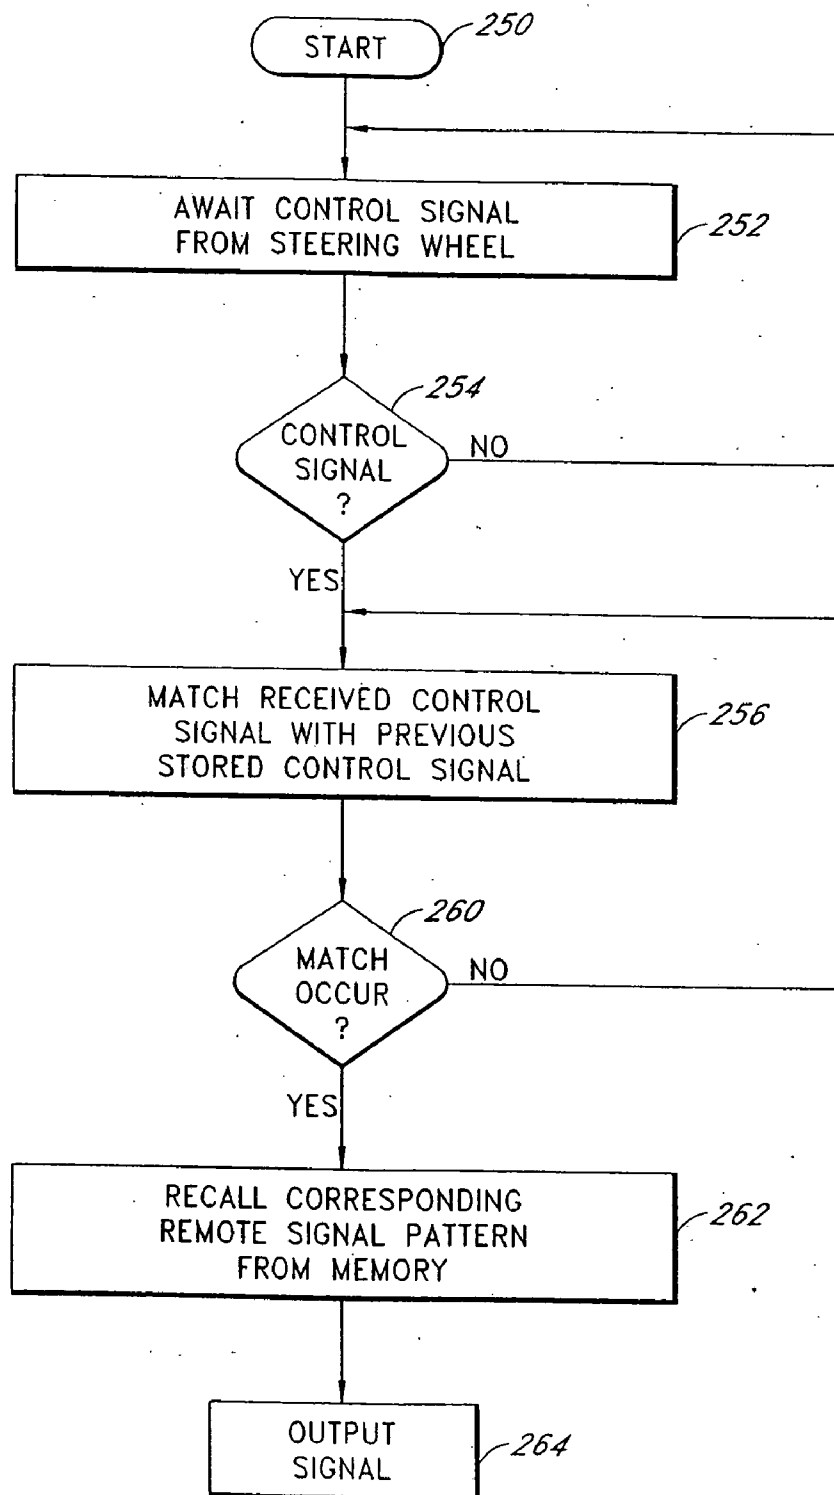 START
250
AWAIT CONTROL SIGNAL
FROM STEERING WHEEL
252
254
CONTROL
SIGNAL
?
NO
YES
MATCH RECEIVED CONTROL
SIGNAL WITH PREVIOUS
STORED CONTROL SIGNAL
256
260
MATCH
OCCUR
?
NO
YES
RECALL CORRESPONDING
REMOTE SIGNAL PATTERN
FROM MEMORY
262
OUTPUT
SIGNAL
264